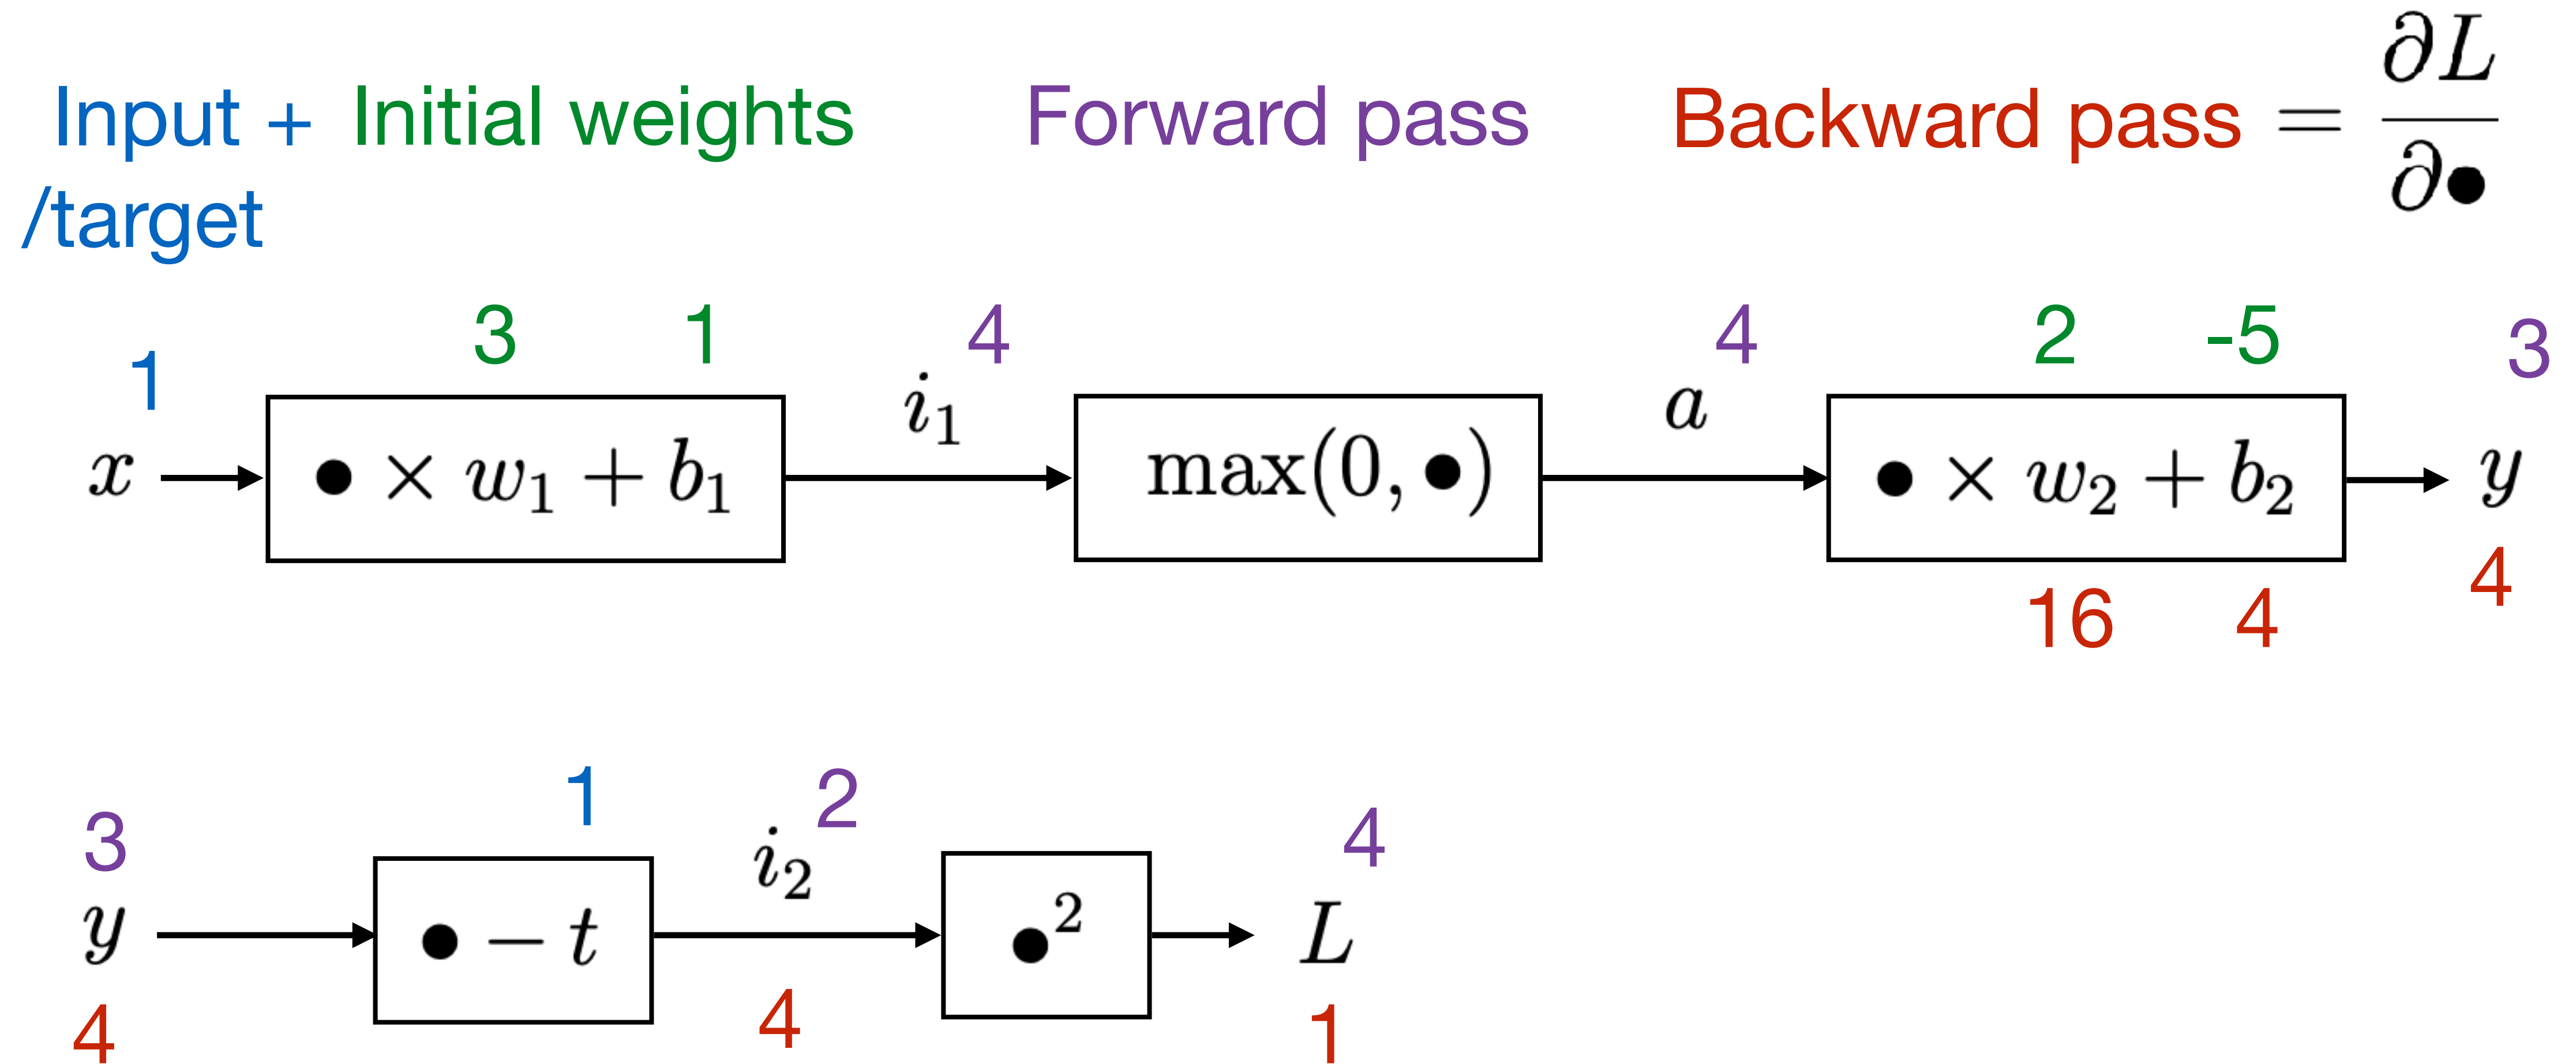 Input + Initial weights Forward pass Backward pass = ∂L/∂●
/target
1 3 1 4 4 2 -5 3
x ● × w₁ + b₁ i₁ max(0, ●) a ● × w₂ + b₂ y
16 4 4
3 1 2 4
y ● − t i₂ ●² L
4 4 1